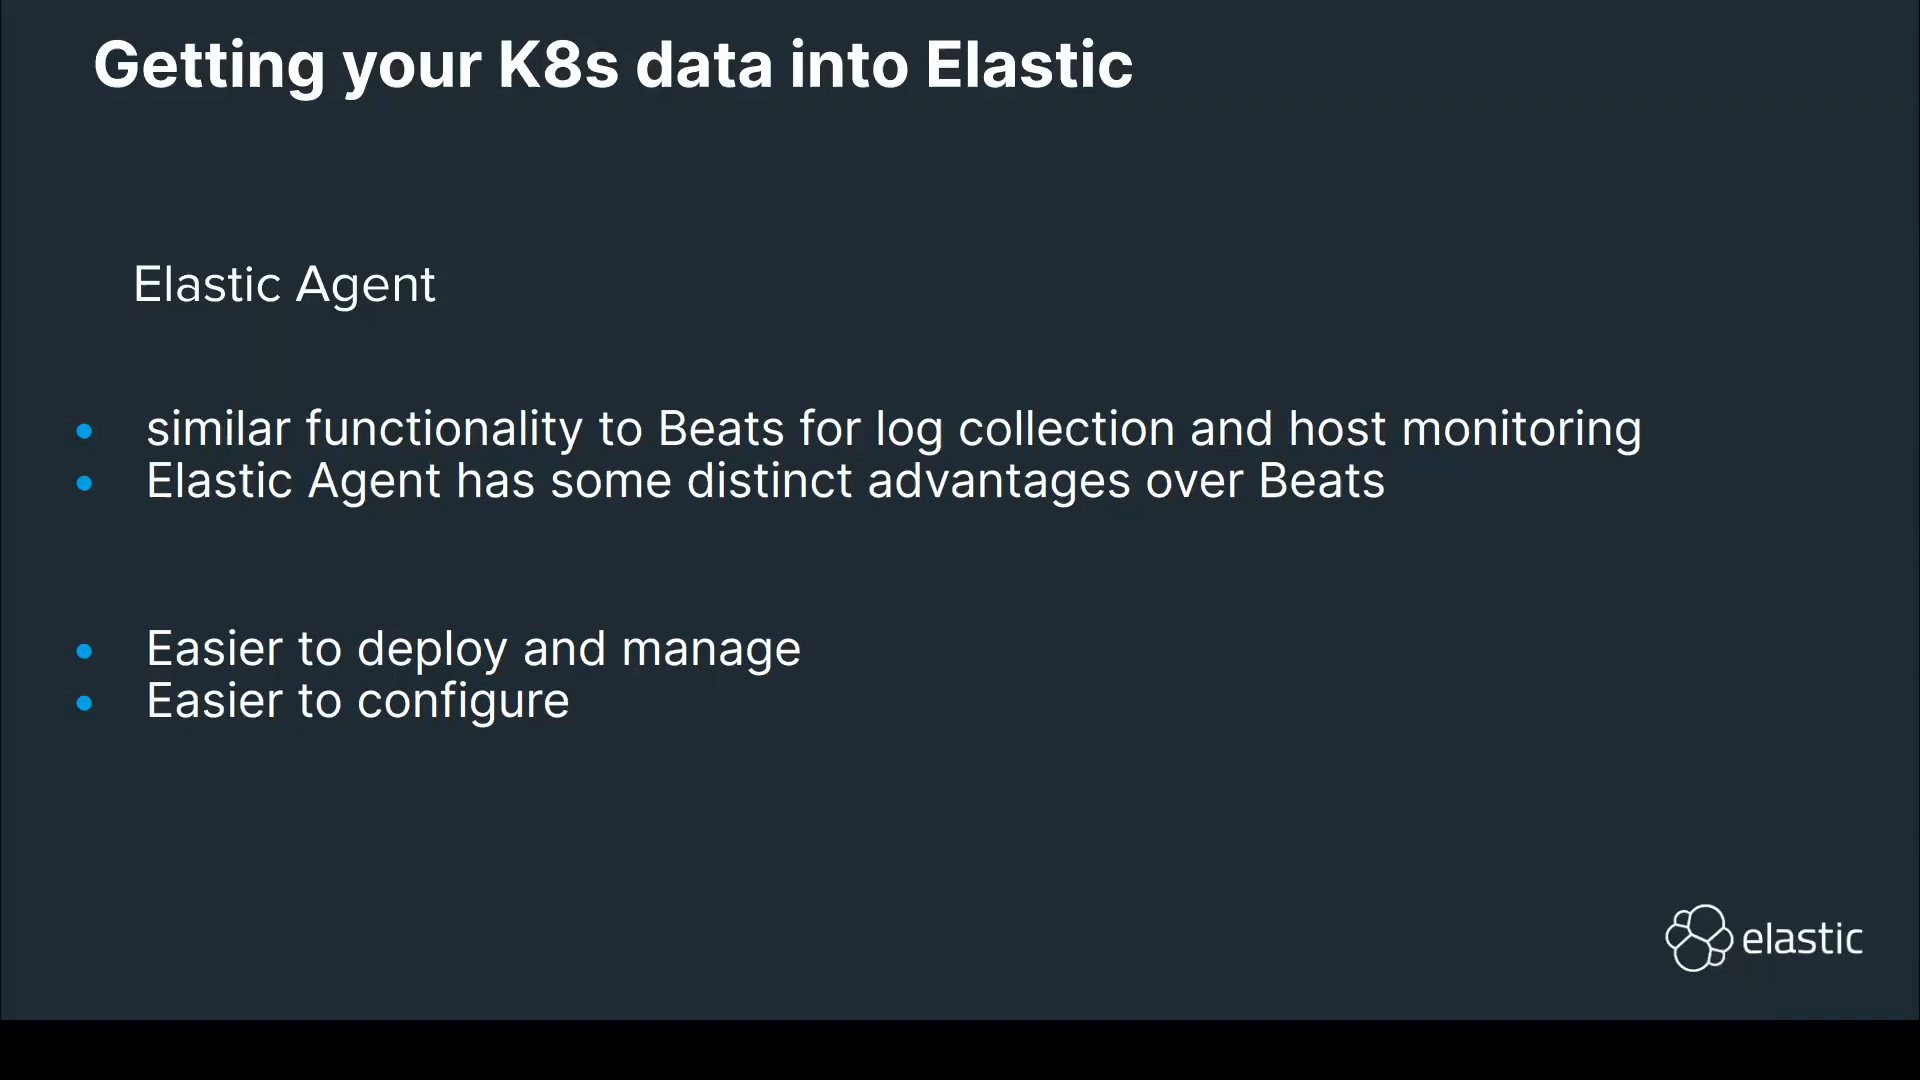 Getting your K8s data into Elastic
Elastic Agent
similar functionality to Beats for log collection and host monitoring
Elastic Agent has some distinct advantages over Beats
Easier to deploy and manage
Easier to configure
elastic